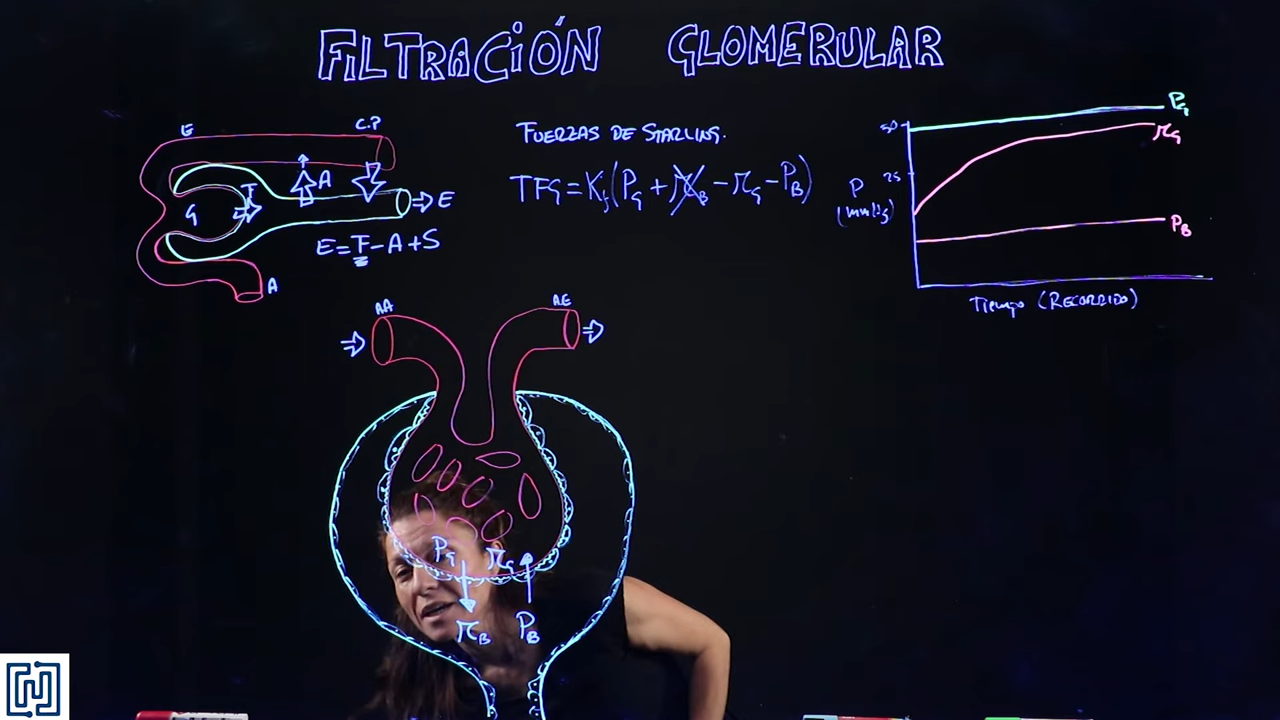 FILTRACIÓN GLOMERULAR
E
C.P
F
A
G
E
E=F-A+S
A
FUERZAS DE STARLING.
TFG=Kf(PG+πB-πG-PB)
PG
50
πG
25
P
(mmHg)
PB
Tiempo (RECORRIDO)
AA
AE
PG
πG
πB
PB